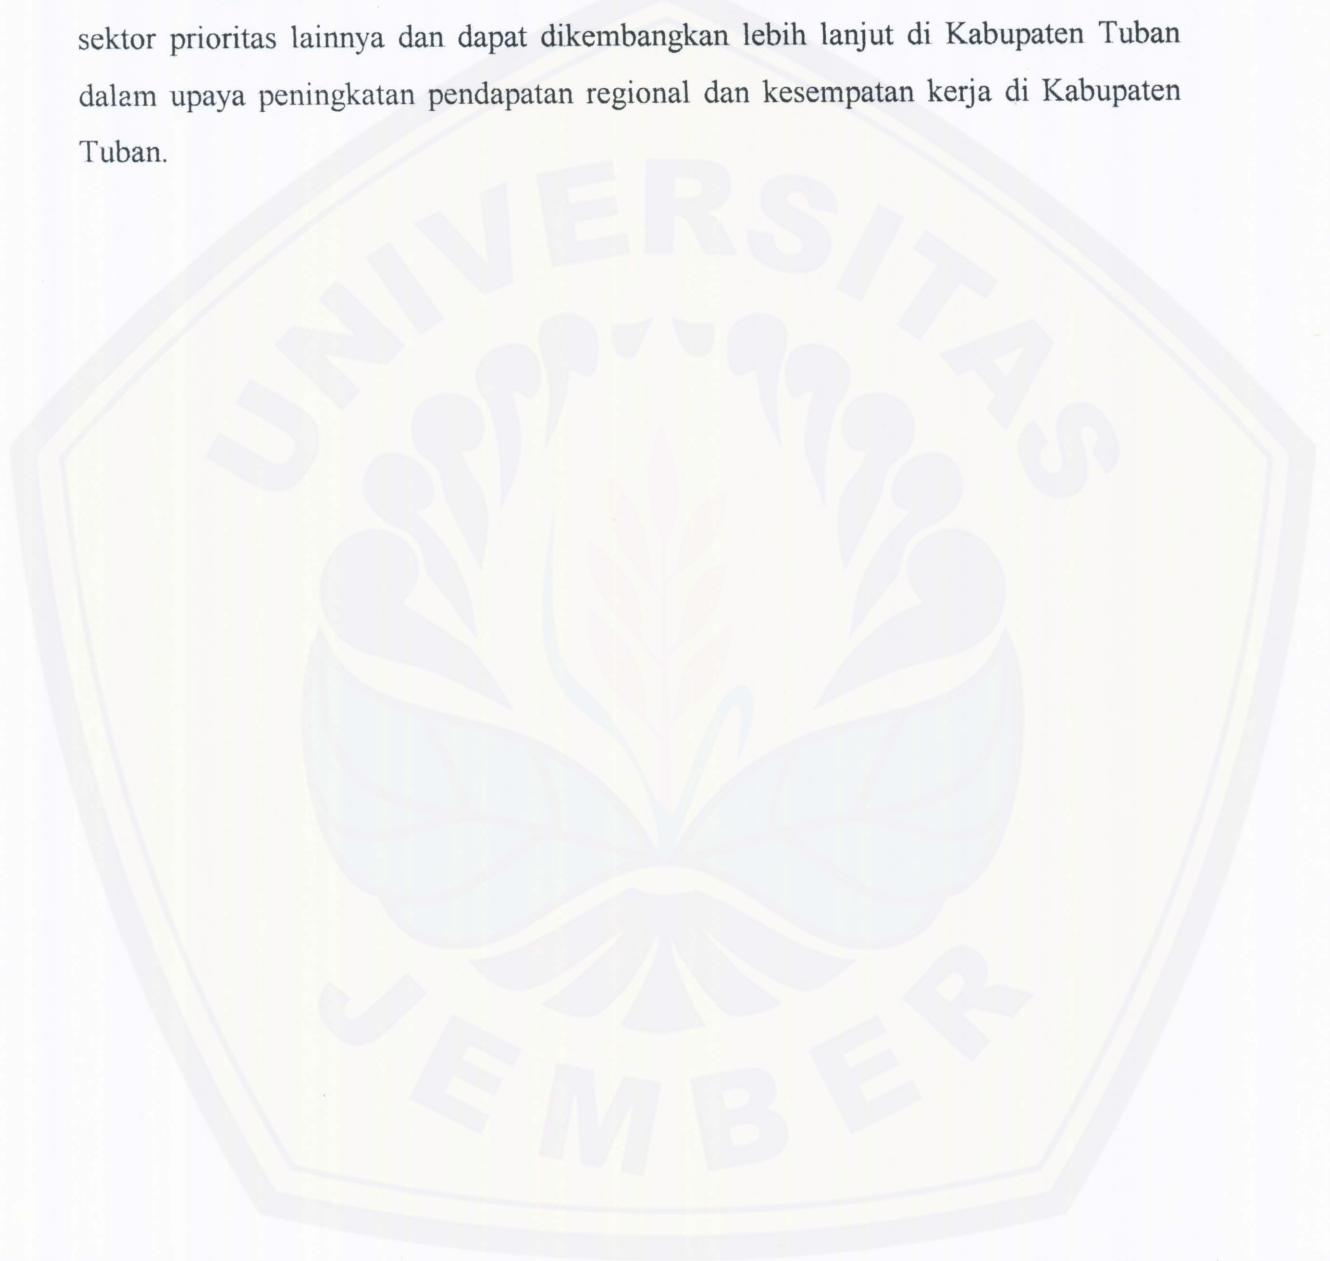 sektor prioritas lainnya dan dapat dikembangkan lebih lanjut di Kabupaten Tuban
dalam upaya peningkatan pendapatan regional dan kesempatan kerja di Kabupaten
Tuban.
UNIVERSITAS
JEMBER